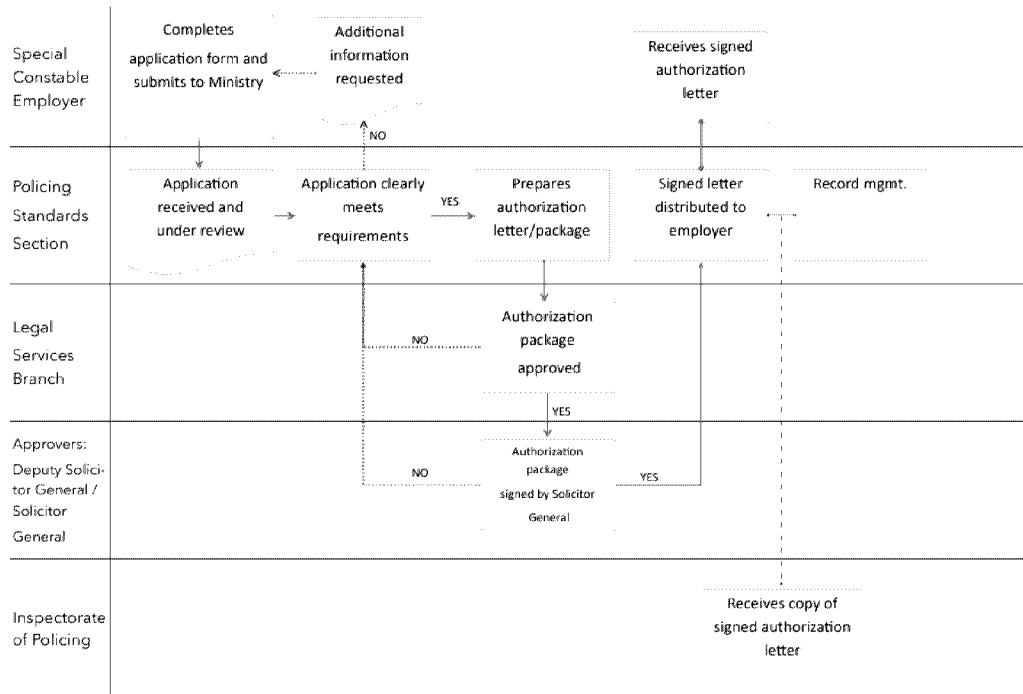 Special
Constable
Employer
Completes
application form and
submits to Ministry
Additional
information
requested
Receives signed
authorization
letter
NO
Policing
Standards
Section
Application
received and
under review
Application clearly
meets
requirements
YES
Prepares
authorization
letter/package
Signed letter
distributed to
employer
Record mgmt.
Legal
Services
Branch
NO
Authorization
package
approved
YES
Approvers:
Deputy Solici-
tor General /
Solicitor
General
NO
Authorization
package
signed by Solicitor
General
YES
Inspectorate
of Policing
Receives copy of
signed authorization
letter